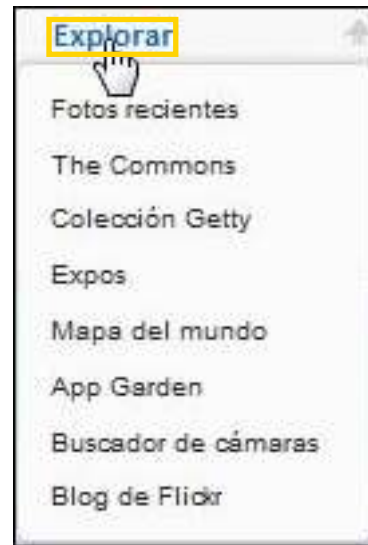 Explorar
Fotos recientes
The Commons
Colección Getty
Expos
Mapa del mundo
App Garden
Buscador de cámaras
Blog de Flickr